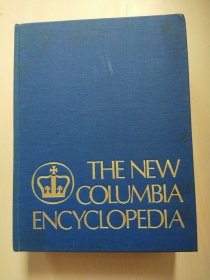 THE NEW
COLUMBIA
ENCYCLOPEDIA